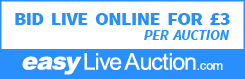 BID LIVE ONLINE FOR £3
PER AUCTION
easyLiveAuction.com